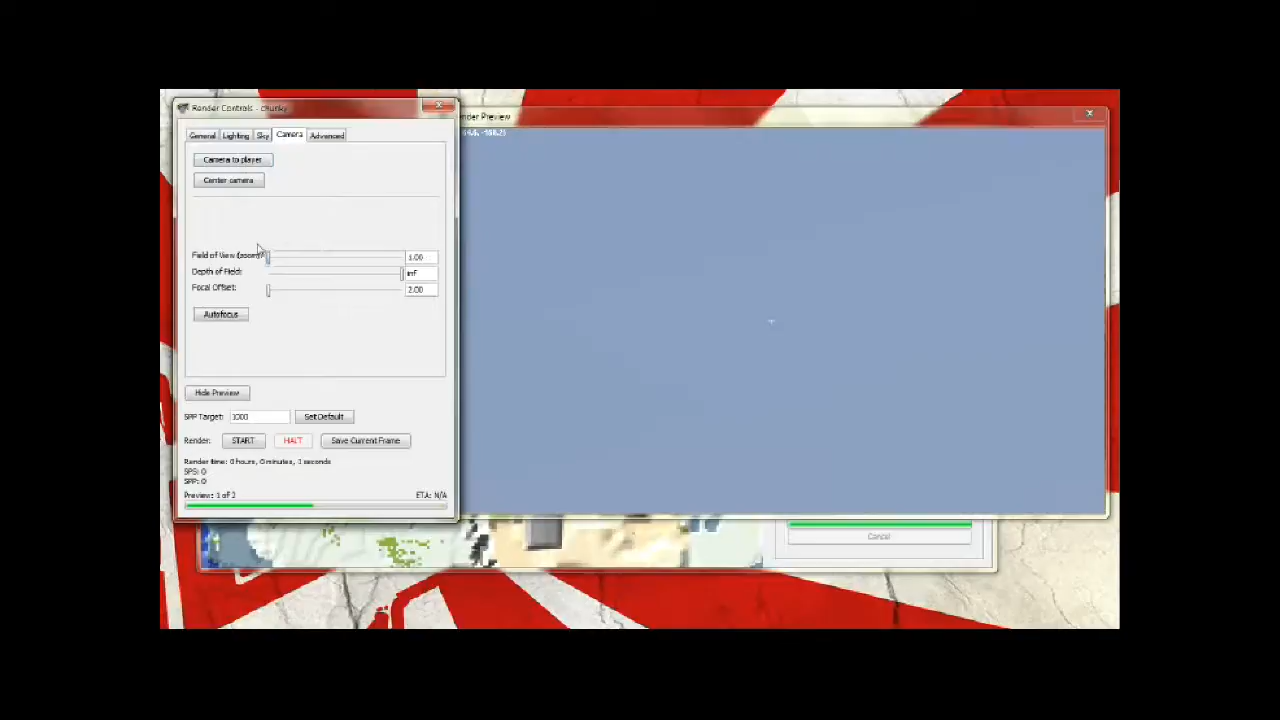 Render Controls - chunky
nder Preview
General Lighting Sky Camera Advanced
Camera to player
Center camera
Field of View (zoom):
1.00
Depth of Field:
inf
Focal Offset:
2.00
Autofocus
Hide Preview
SPP Target:
1000
Set Default
Render:
START
HALT
Save Current Frame
Render time: 0 hours, 0 minutes, 1 seconds
SPS: 0
SPP: 0
Preview: 1 of 2
ETA: N/A
Cancel